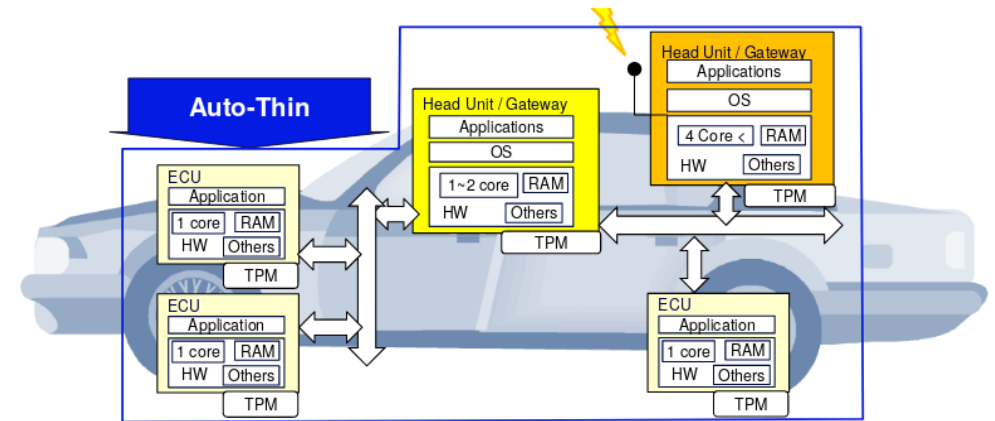 Auto-Thin
ECU
Application
1 core
RAM
HW
Others
TPM
ECU
Application
1 core
RAM
HW
Others
TPM
Head Unit / Gateway
Applications
OS
1~2 core
RAM
HW
Others
TPM
Head Unit / Gateway
Applications
OS
4 Core <
RAM
HW
Others
TPM
ECU
Application
1 core
RAM
HW
Others
TPM